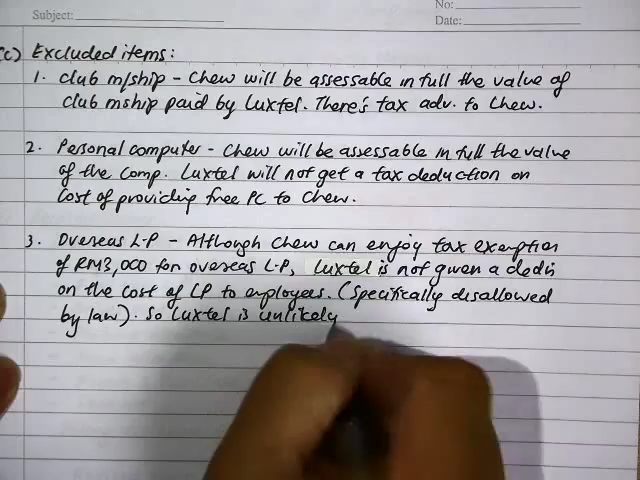 Subject:
No:
Date:
(c) Excluded items:
1. Club m/ship - Chew will be assessable in full the value of
club mship paid by Luxtel. There's tax adv. to Chew.
2. Personal computer - Chew will be assessable in full the value
of the comp. Luxtel will not get a tax deduction on
cost of providing free PC to Chew.
3. Overseas L-P - Although Chew can enjoy tax exemption
of RM3,000 for overseas L-P, Luxtel is not given a dedn
on the cost of LP to employees. (Specifically disallowed
by law). So Luxtel is unlikely